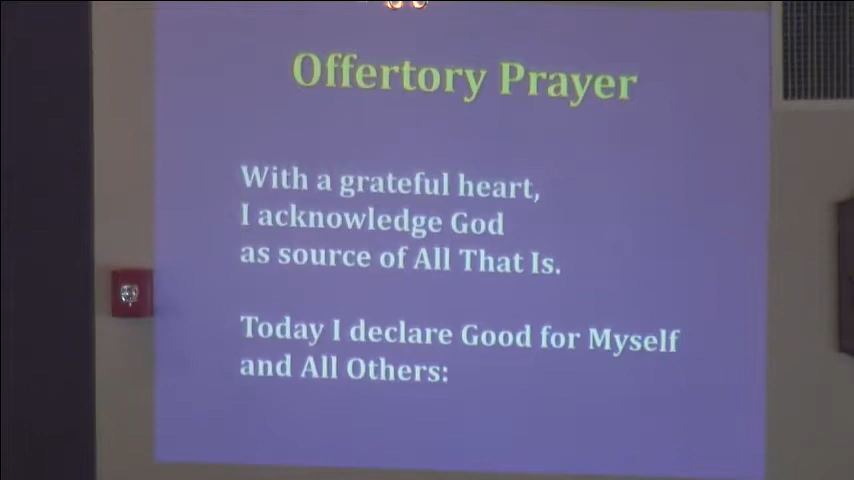 Offertory Prayer
With a grateful heart,
I acknowledge God
as source of All That Is.
Today I declare Good for Myself
and All Others: